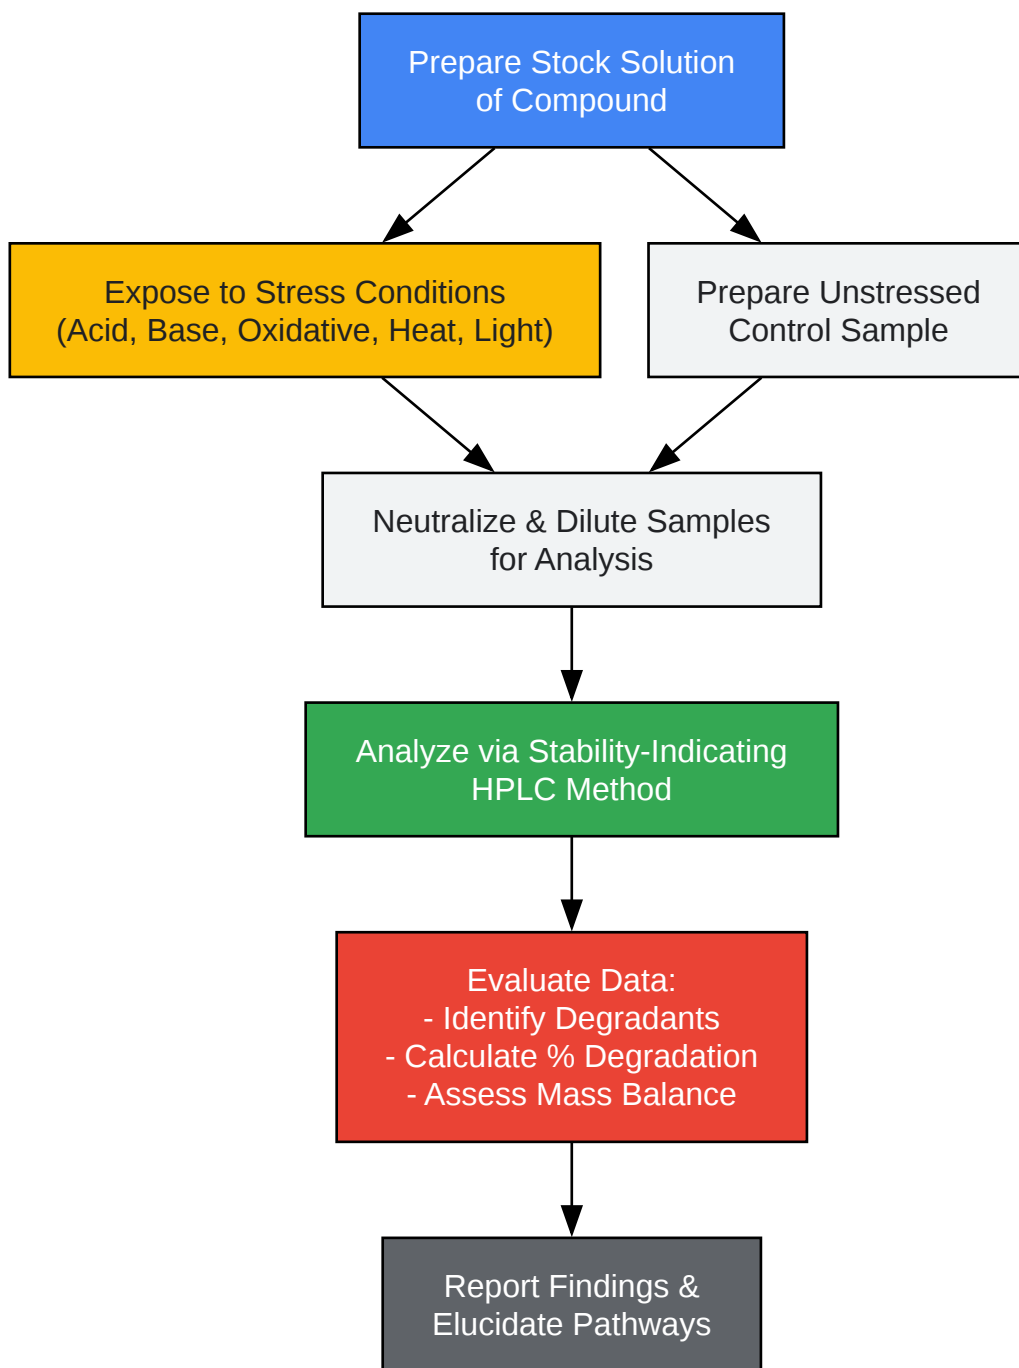 Prepare Stock Solution
of Compound
Expose to Stress Conditions
(Acid, Base, Oxidative, Heat, Light)
Prepare Unstressed
Control Sample
Neutralize & Dilute Samples
for Analysis
Analyze via Stability-Indicating
HPLC Method
Evaluate Data:
- Identify Degradants
- Calculate % Degradation
- Assess Mass Balance
Report Findings &
Elucidate Pathways